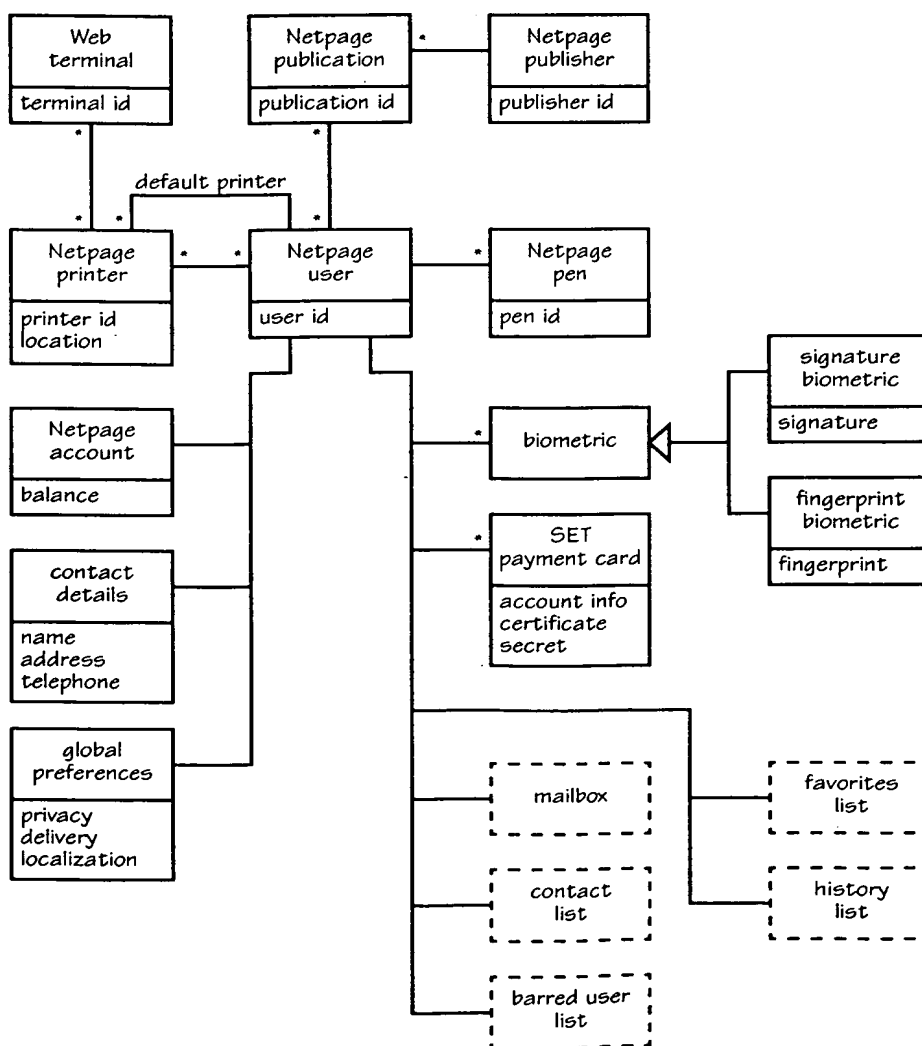 Web
terminal
terminal id
Netpage
publication
publication id
*
Netpage
publisher
publisher id
*
*
default printer
*
*
*
Netpage
printer
printer id
location
*
*
Netpage
user
user id
*
Netpage
pen
pen id
signature
biometric
signature
Netpage
account
balance
*
biometric
fingerprint
biometric
fingerprint
*
SET
payment card
account info
certificate
secret
contact
details
name
address
telephone
global
preferences
privacy
delivery
localization
mailbox
favorites
list
contact
list
history
list
barred user
list